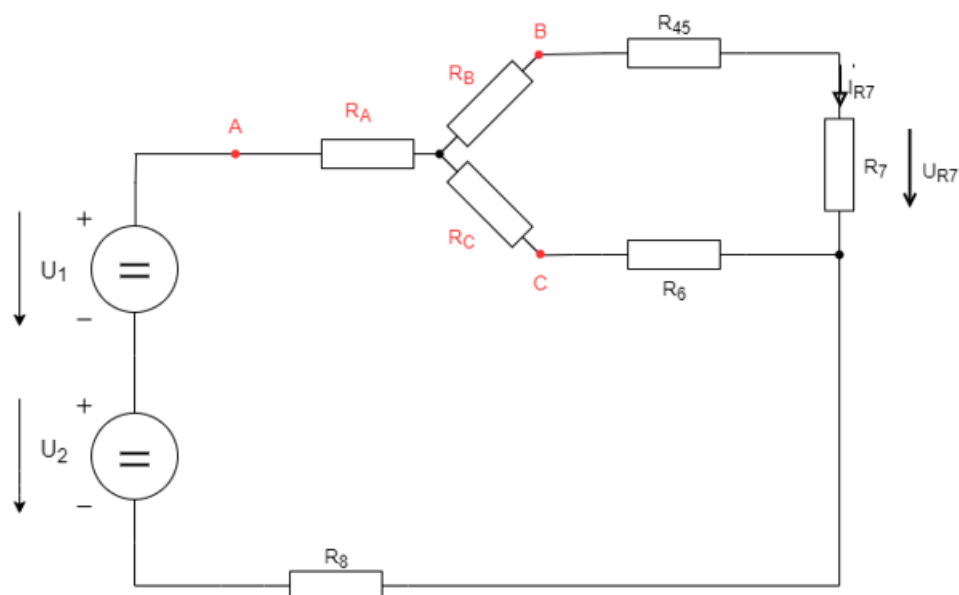 B
R45
RB
IR7
RA
A
R7
UR7
RC
C
R6
+
U1
=
−
+
U2
=
−
R8